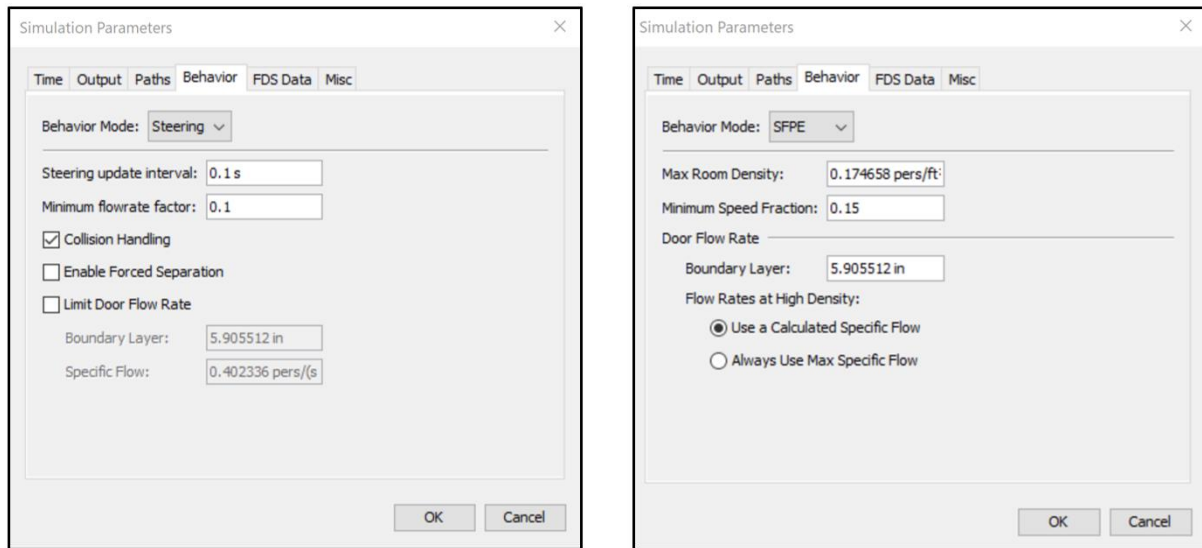 Simulation Parameters
Time Output Paths Behavior FDS Data Misc
Behavior Mode: Steering
Steering update interval: 0.1 s
Minimum flowrate factor: 0.1
Collision Handling
Enable Forced Separation
Limit Door Flow Rate
Boundary Layer: 5.905512 in
Specific Flow: 0.402336 pers/(s
OK Cancel
Simulation Parameters
Time Output Paths Behavior FDS Data Misc
Behavior Mode: SFPE
Max Room Density: 0.174658 pers/ft²
Minimum Speed Fraction: 0.15
Door Flow Rate
Boundary Layer: 5.905512 in
Flow Rates at High Density:
Use a Calculated Specific Flow
Always Use Max Specific Flow
OK Cancel